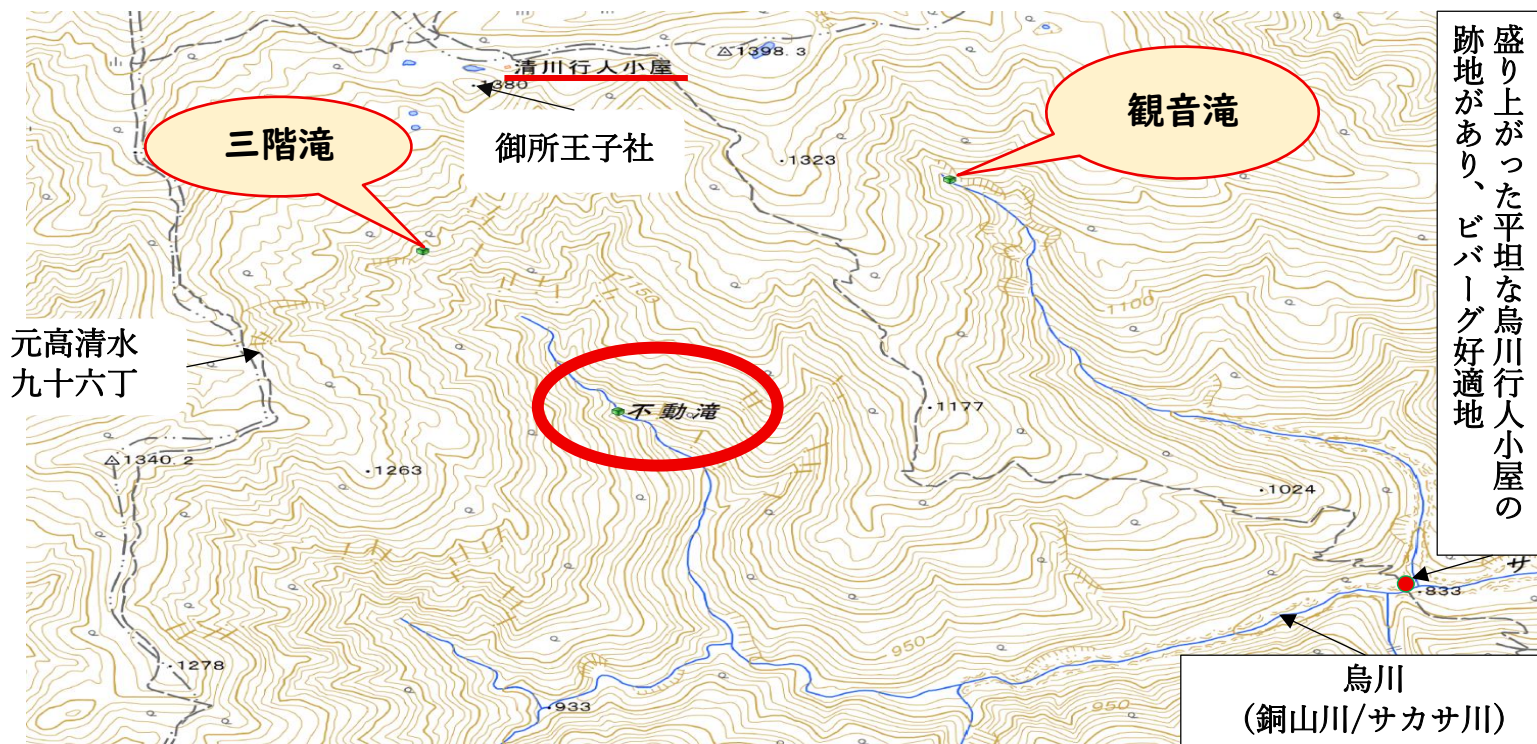 盛り上がった平坦な烏川行人小屋の
跡地があり、ビバーグ好適地
△1398.3
清川行人小屋
・1380
御所王子社
三階滝
観音滝
・1323
1150
1100
元高清水
九十六丁
不動滝
・1177
△1340.2
・1263
・1024
サ
・833
950
・1278
烏川
(銅山川/サカサ川)
・933
950